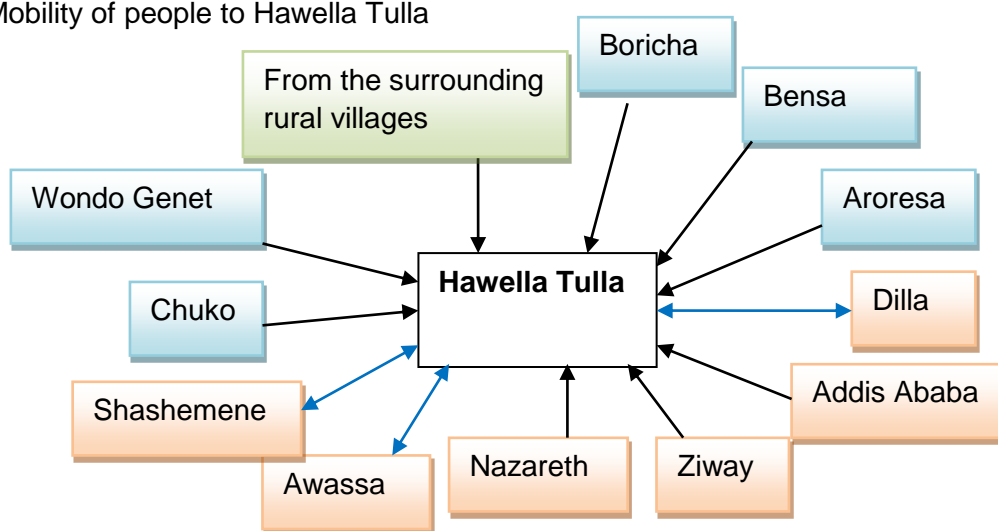 Mobility of people to Hawella Tulla
Boricha
From the surrounding
rural villages
Bensa
Wondo Genet
Aroresa
Hawella Tulla
Chuko
Dilla
Addis Ababa
Shashemene
Nazareth
Ziway
Awassa